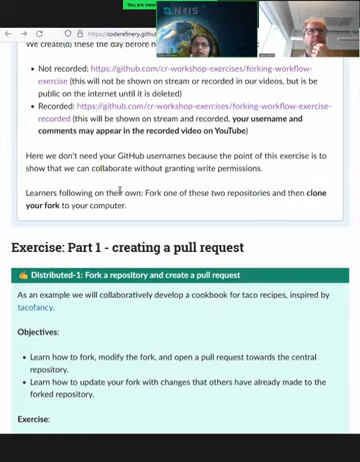 You are view
NRIS
https://coderefinery.githu
We create(d) these the day before
• Not recorded: https://github.com/cr-workshop-exercises/forking-workflow-
exercise (this will not be shown on stream or recorded in our videos, but is be
public on the internet until it is deleted)
• Recorded: https://github.com/cr-workshop-exercises/forking-workflow-exercise-
recorded (this will be shown on stream and recorded, your username and
comments may appear in the recorded video on YouTube)
Here we don't need your GitHub usernames because the point of this exercise is to
show that we can collaborate without granting write permissions.
Learners following on their own: Fork one of these two repositories and then clone
your fork to your computer.
Exercise: Part 1 - creating a pull request
✍️ Distributed-1: Fork a repository and create a pull request
As an example we will collaboratively develop a cookbook for taco recipes, inspired by
tacofancy.
Objectives:
• Learn how to fork, modify the fork, and open a pull request towards the central
repository.
• Learn how to update your fork with changes that others have already made to the
forked repository.
Exercise: